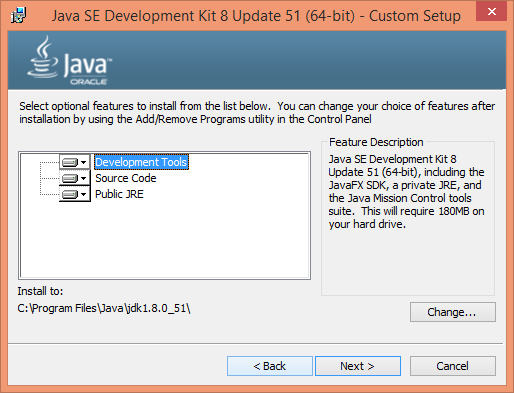 Java SE Development Kit 8 Update 51 (64-bit) - Custom Setup
Java™
ORACLE
Select optional features to install from the list below. You can change your choice of features after
installation by using the Add/Remove Programs utility in the Control Panel
Development Tools
Source Code
Public JRE
Feature Description
Java SE Development Kit 8
Update 51 (64-bit), including the
JavaFX SDK, a private JRE, and
the Java Mission Control tools
suite. This will require 180MB on
your hard drive.
Install to:
C:\Program Files\Java\jdk1.8.0_51\
Change...
< Back
Next >
Cancel